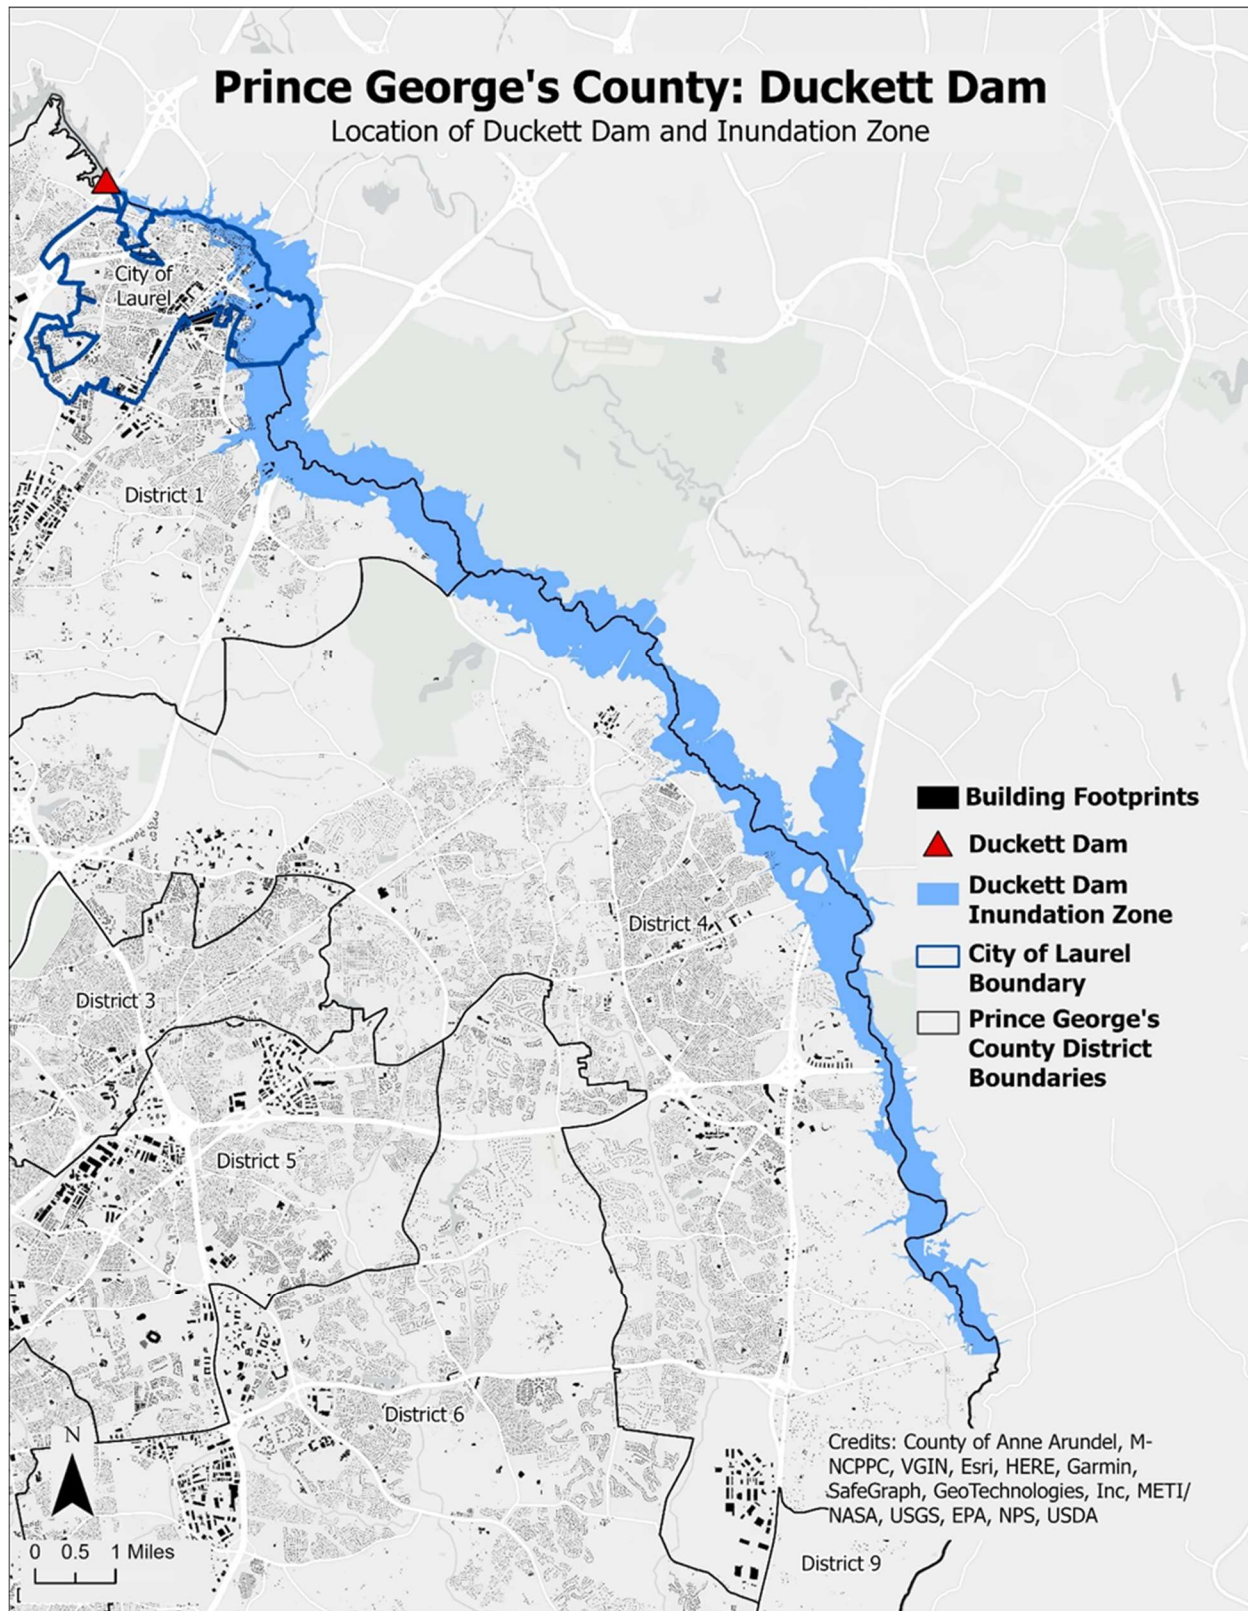 Prince George's County: Duckett Dam
Location of Duckett Dam and Inundation Zone
City of
Laurel
District 1
Building Footprints
Duckett Dam
Duckett Dam
Inundation Zone
District 4
City of Laurel
Boundary
District 3
Prince George's
County District
Boundaries
District 5
District 6
N
Credits: County of Anne Arundel, M-
NCPPC, VGIN, Esri, HERE, Garmin,
SafeGraph, GeoTechnologies, Inc, METI/
NASA, USGS, EPA, NPS, USDA
0 0.5 1 Miles
District 9